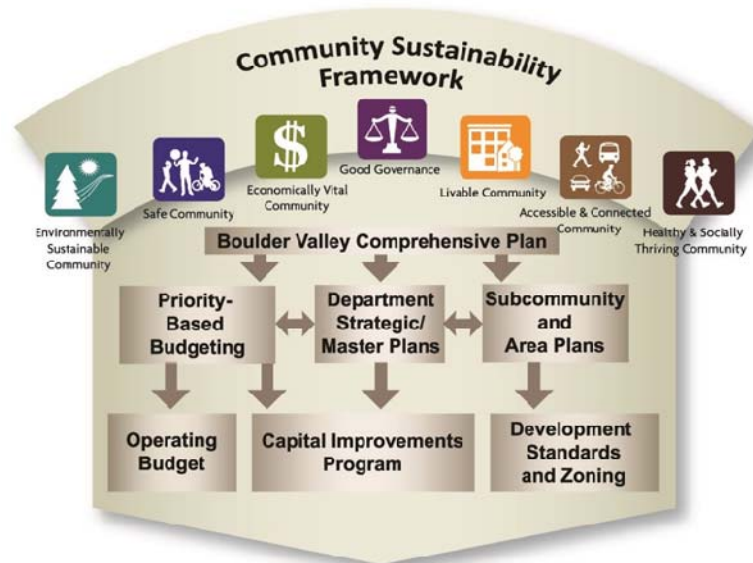 Community Sustainability
Framework
Environmentally
Sustainable
Community
Safe Community
$
Economically Vital
Community
Good Governance
Livable Community
Accessible & Connected
Community
Healthy & Socially
Thriving Community
Boulder Valley Comprehensive Plan
Priority-
Based
Budgeting
Department
Strategic/
Master Plans
Subcommunity
and
Area Plans
Operating
Budget
Capital Improvements
Program
Development
Standards
and Zoning